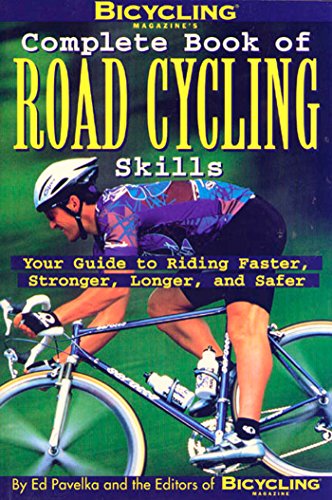 BICYCLING®
MAGAZINE'S
Complete Book of
ROAD CYCLING
Skills
Your Guide to Riding Faster,
Stronger, Longer, and Safer
By Ed Pavelka and the Editors of BICYCLING®
MAGAZINE